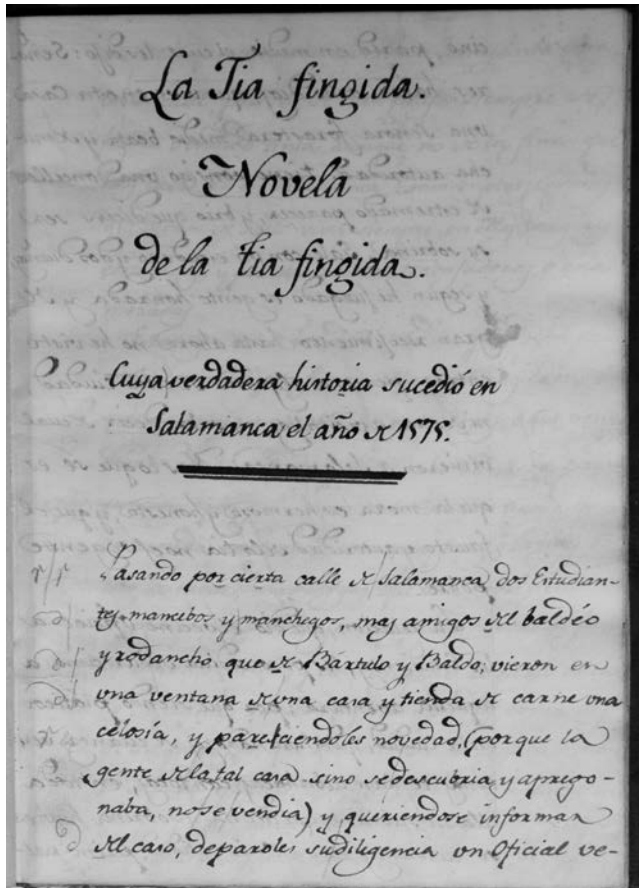 La Tia fingida.
Novela
de la tia fingida.
Cuya verdadera historia sucedió en
Salamanca el año de 1575.
Pasando por cierta calle de Salamanca dos Estudian-
tes mancebos y manchegos, mas amigos del baldéo
y rodancho que de Bártulo y Baldo; vieron en
una ventana de una casa y tienda de carne una
celosía, y pareciendoles novedad, (porque la
gente de la tal casa sino se descubria y aprego-
naba, no se vendia) y queriendose informar
del caso, deparoles su diligencia un Oficial ve-